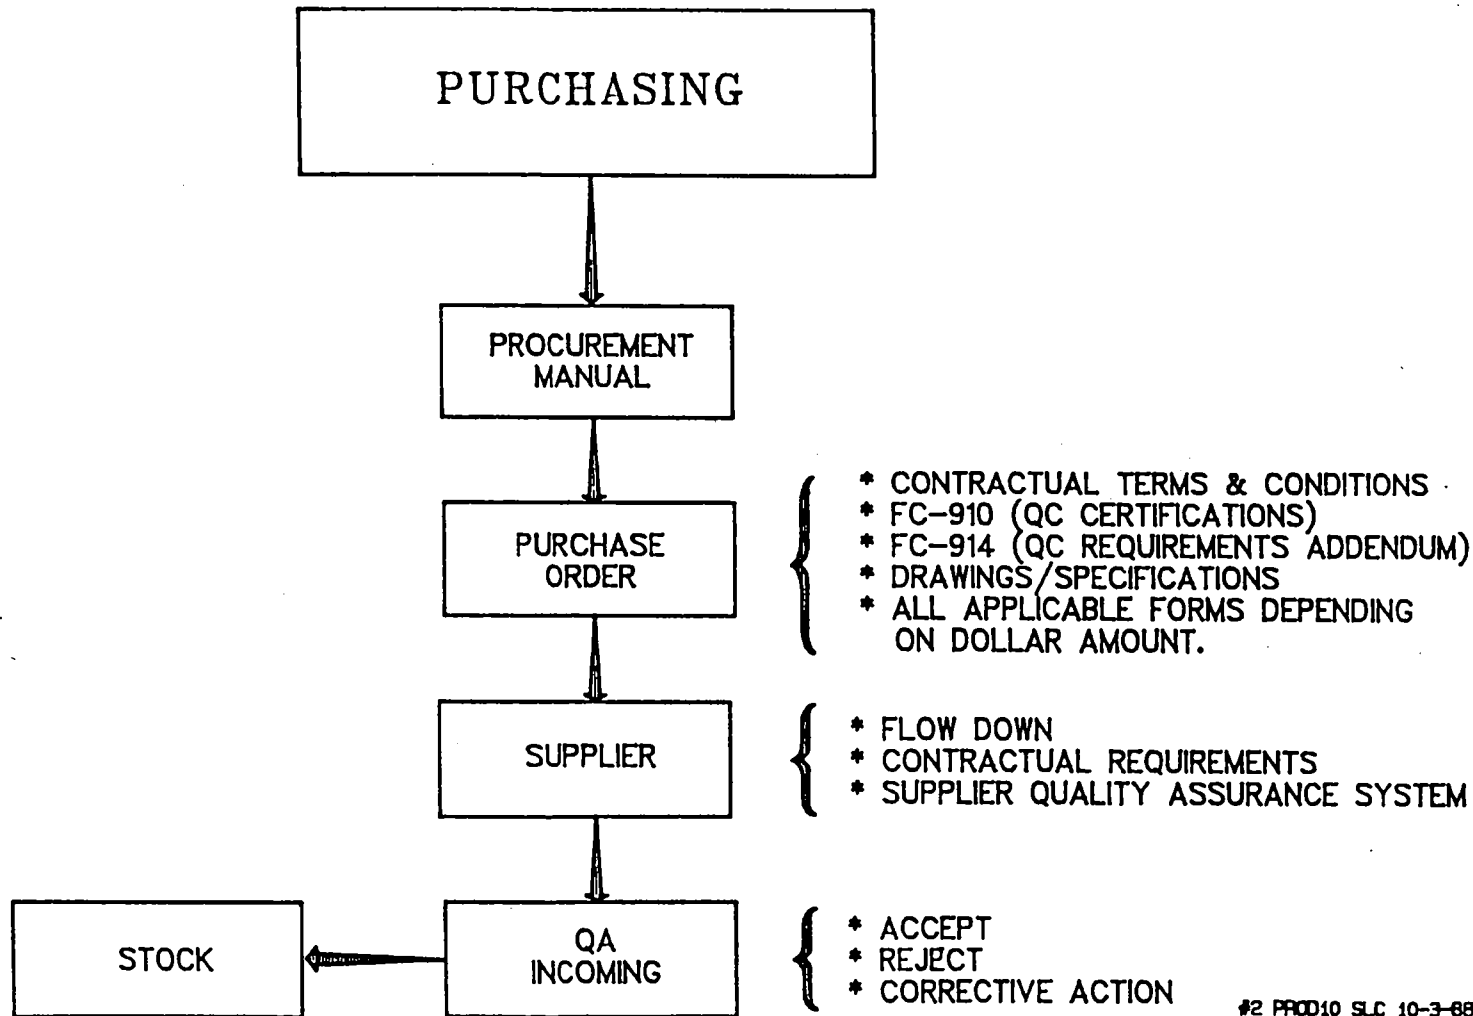 PURCHASING
PROCUREMENT
MANUAL
PURCHASE
ORDER
* CONTRACTUAL TERMS & CONDITIONS
* FC-910 (QC CERTIFICATIONS)
* FC-914 (QC REQUIREMENTS ADDENDUM)
* DRAWINGS/SPECIFICATIONS
* ALL APPLICABLE FORMS DEPENDING
ON DOLLAR AMOUNT.
SUPPLIER
* FLOW DOWN
* CONTRACTUAL REQUIREMENTS
* SUPPLIER QUALITY ASSURANCE SYSTEM
STOCK
QA
INCOMING
* ACCEPT
* REJECT
* CORRECTIVE ACTION
#2 PROD10 SLC 10-3-88